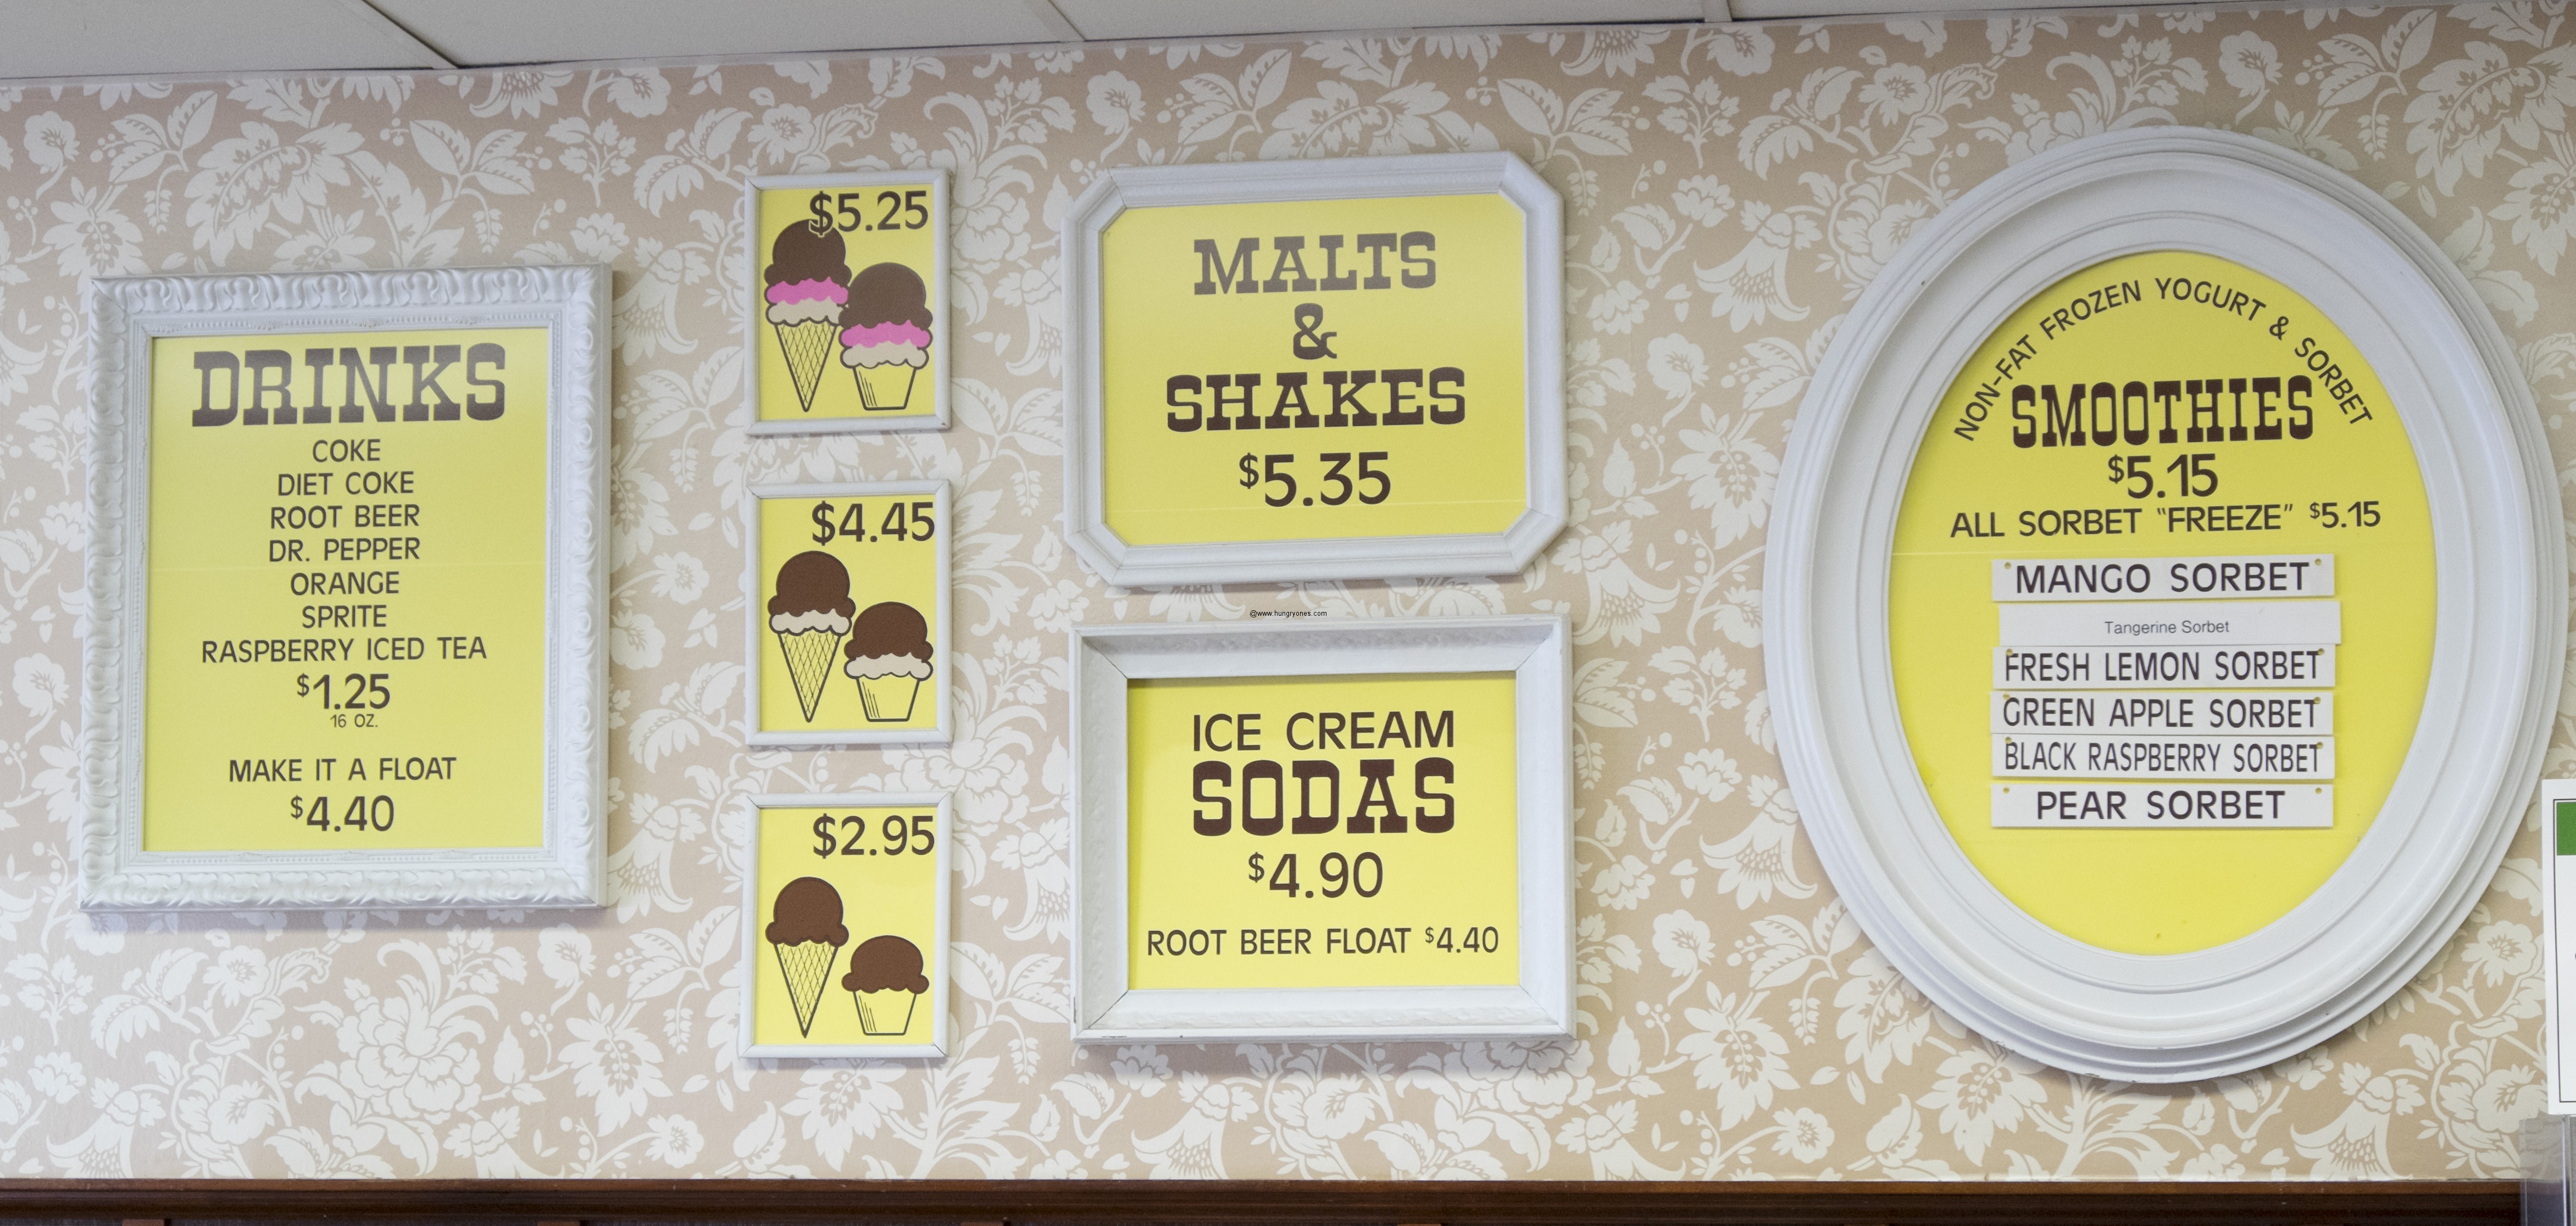 DRINKS
COKE
DIET COKE
ROOT BEER
DR. PEPPER
ORANGE
SPRITE
RASPBERRY ICED TEA
$1.25
16 OZ.
MAKE IT A FLOAT
$4.40
$5.25
$4.45
$2.95
MALTS
&
SHAKES
$5.35
@www.hungryones.com
ICE CREAM
SODAS
$4.90
ROOT BEER FLOAT $4.40
NON-FAT FROZEN YOGURT & SORBET
SMOOTHIES
$5.15
ALL SORBET "FREEZE" $5.15
MANGO SORBET
Tangerine Sorbet
FRESH LEMON SORBET
GREEN APPLE SORBET
BLACK RASPBERRY SORBET
PEAR SORBET